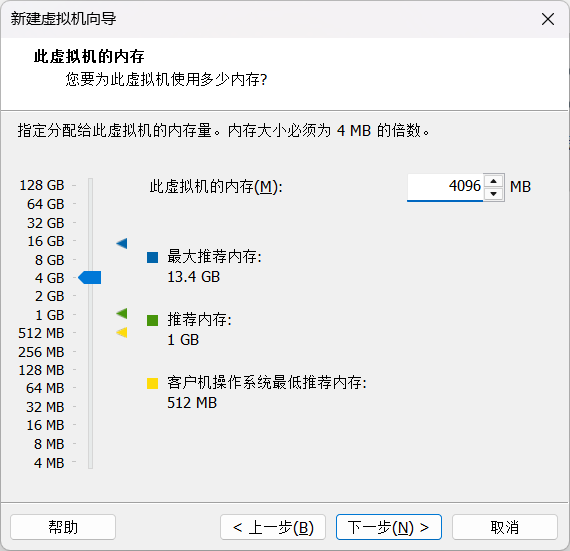 新建虚拟机向导
此虚拟机的内存
您要为此虚拟机使用多少内存?
指定分配给此虚拟机的内存量。内存大小必须为 4 MB 的倍数。
128 GB
64 GB
32 GB
16 GB
8 GB
4 GB
2 GB
1 GB
512 MB
256 MB
128 MB
64 MB
32 MB
16 MB
8 MB
4 MB
此虚拟机的内存(M): 4096 MB
最大推荐内存:
13.4 GB
推荐内存:
1 GB
客户机操作系统最低推荐内存:
512 MB
帮助 < 上一步(B) 下一步(N) > 取消